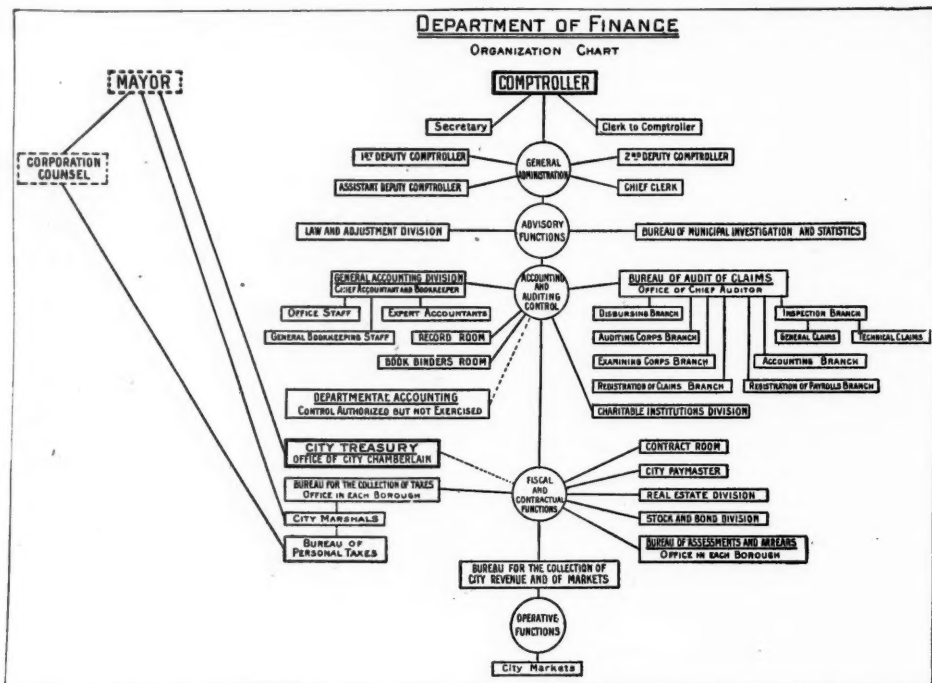 DEPARTMENT OF FINANCE
ORGANIZATION CHART
MAYOR
COMPTROLLER
Secretary
Clerk to Comptroller
CORPORATION
COUNSEL
1ST DEPUTY COMPTROLLER
GENERAL
ADMINISTRATION
2ND DEPUTY COMPTROLLER
ASSISTANT DEPUTY COMPTROLLER
CHIEF CLERK
LAW AND ADJUSTMENT DIVISION
ADVISORY
FUNCTIONS
BUREAU OF MUNICIPAL INVESTIGATION AND STATISTICS
GENERAL ACCOUNTING DIVISION
CHIEF ACCOUNTANT AND BOOKKEEPER
ACCOUNTING
AND
AUDITING
CONTROL
BUREAU OF AUDIT OF CLAIMS
OFFICE OF CHIEF AUDITOR
OFFICE STAFF
EXPERT ACCOUNTANTS
DISBURSING BRANCH
INSPECTION BRANCH
GENERAL BOOKKEEPING STAFF
RECORD ROOM
AUDITING CORPS BRANCH
GENERAL CLAIMS
TECHNICAL CLAIMS
BOOK BINDERS ROOM
EXAMINING CORPS BRANCH
ACCOUNTING BRANCH
REGISTRATION OF CLAIMS BRANCH
REGISTRATION OF PAYROLLS BRANCH
DEPARTMENTAL ACCOUNTING
CONTROL AUTHORIZED BUT NOT EXERCISED
CHARITABLE INSTITUTIONS DIVISION
CITY TREASURY
OFFICE OF CITY CHAMBERLAIN
CONTRACT ROOM
CITY PAYMASTER
BUREAU FOR THE COLLECTION OF TAXES
OFFICE IN EACH BOROUGH
FISCAL
AND
CONTRACTUAL
FUNCTIONS
REAL ESTATE DIVISION
CITY MARSHALS
STOCK AND BOND DIVISION
BUREAU OF
PERSONAL TAXES
BUREAU OF ASSESSMENTS AND ARREARS
OFFICE IN EACH BOROUGH
BUREAU FOR THE COLLECTION OF
CITY REVENUE AND OF MARKETS
OPERATIVE
FUNCTIONS
City Markets